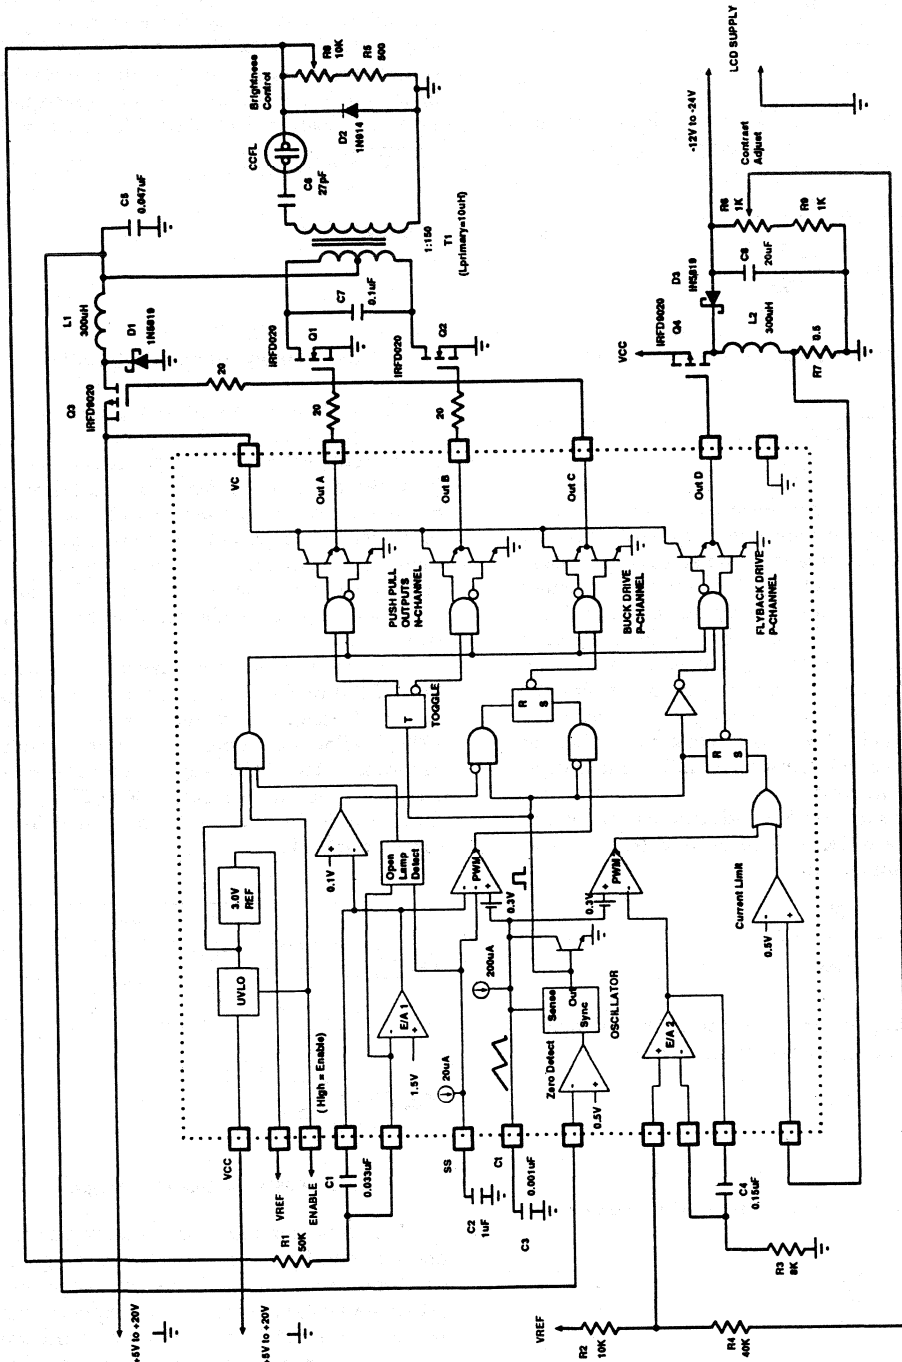 +5V to +20V
+5V to +20V
VCC
VREF
ENABLE
(High = Enable)
UVLO
3.0V
REF
R1
50K
C1
0.033uF
0.1V
E/A 1
1.5V
Open
Lamp
Detect
SS
C2
1uF
20uA
Ct
C3
0.001uF
200uA
Zero Detect
0.5V
Sense
Out
Sync
OSCILLATOR
0.3V
0.3V
E/A 2
C4
0.15uF
R3
8K
VREF
R2
10K
R4
40K
Current Limit
0.5V
R
S
R
S
T
TOGGLE
PUSH PULL
OUTPUTS
N-CHANNEL
BUCK DRIVE
P-CHANNEL
FLYBACK DRIVE
P-CHANNEL
VC
Out A
Out B
Out C
Out D
Q3
IRFD9020
20
D1
1N5819
L1
300uH
C5
0.047uF
20
IRFD020
Q1
20
IRFD020
Q2
C7
0.1uF
1:150
T1
(Lprimary=10uH)
C6
27pF
CCFL
D2
1N914
Brightness
Control
10K
R5
500
VCC
IRFD9020
Q4
D3
L2
300uH
R7
0.5
C8
20uF
1K
R9
1K
Contrast
Adjust
-12V to -24V
LCD SUPPLY